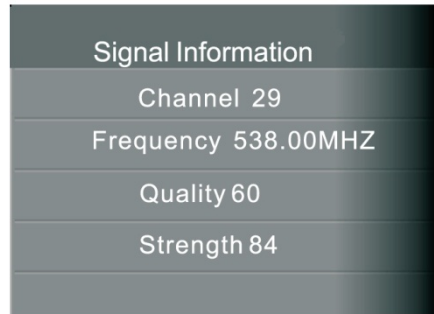 Signal Information
Channel 29
Frequency 538.00MHZ
Quality 60
Strength 84